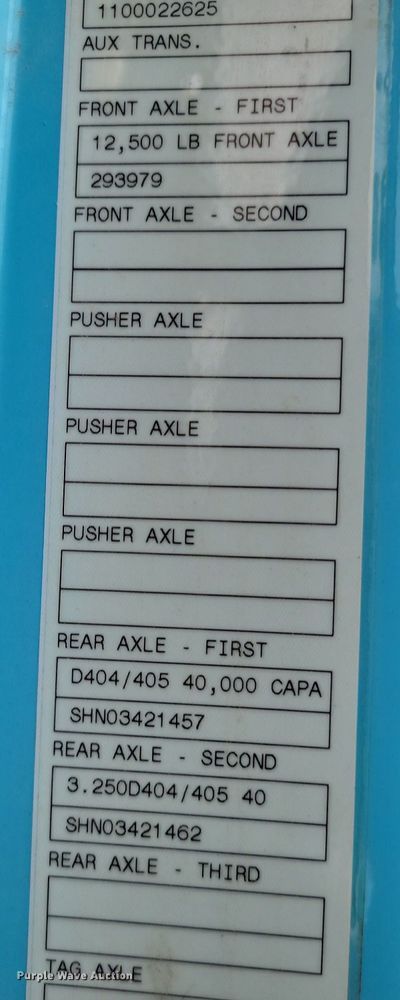 1100022625
AUX TRANS.
FRONT AXLE - FIRST
12,500 LB FRONT AXLE
293979
FRONT AXLE - SECOND
PUSHER AXLE
PUSHER AXLE
PUSHER AXLE
REAR AXLE - FIRST
D404/405 40,000 CAPA
SHN03421457
REAR AXLE - SECOND
3.250D404/405 40
SHN03421462
REAR AXLE - THIRD
TAG AXLE
Purple Wave Auction